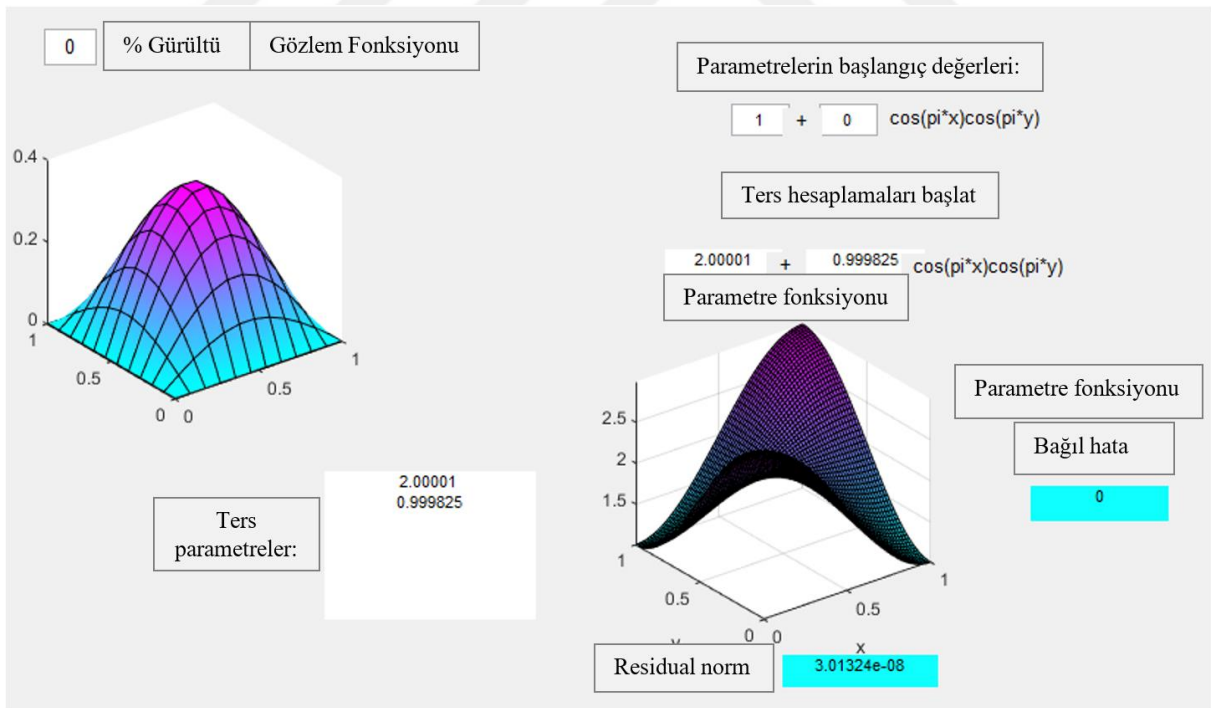 0
% Gürültü
Gözlem Fonksiyonu
0.4
0.2
0
1
0.5
0
0
0.5
1
Ters
parametreler:
2.00001
0.999825
Parametrelerin başlangıç değerleri:
1 + 0 cos(pi*x)cos(pi*y)
Ters hesaplamaları başlat
2.00001 + 0.999825 cos(pi*x)cos(pi*y)
Parametre fonksiyonu
2.5
2
1.5
1
1
0.5
0
0
0.5
1
x
Parametre fonksiyonu
Bağıl hata
0
Residual norm
3.01324e-08